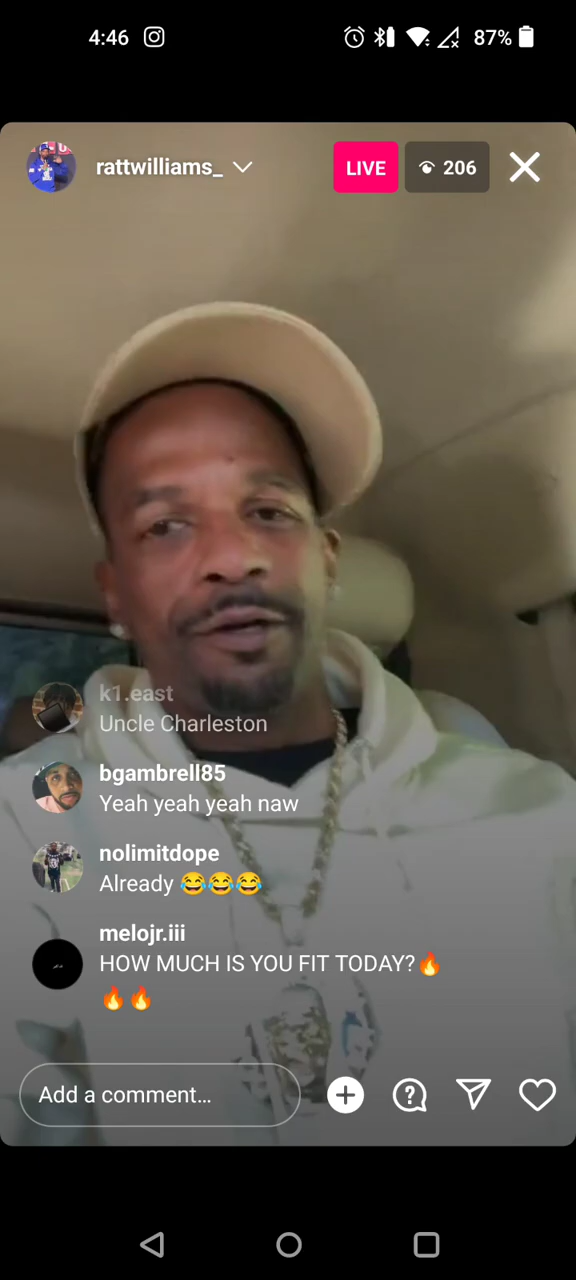 4:46
87%
rattwilliams_
LIVE
206
k1.east
Uncle Charleston
bgambrell85
Yeah yeah yeah naw
nolimitdope
Already 😂😂😂
melojr.iii
HOW MUCH IS YOU FIT TODAY?🔥
🔥🔥
Add a comment...